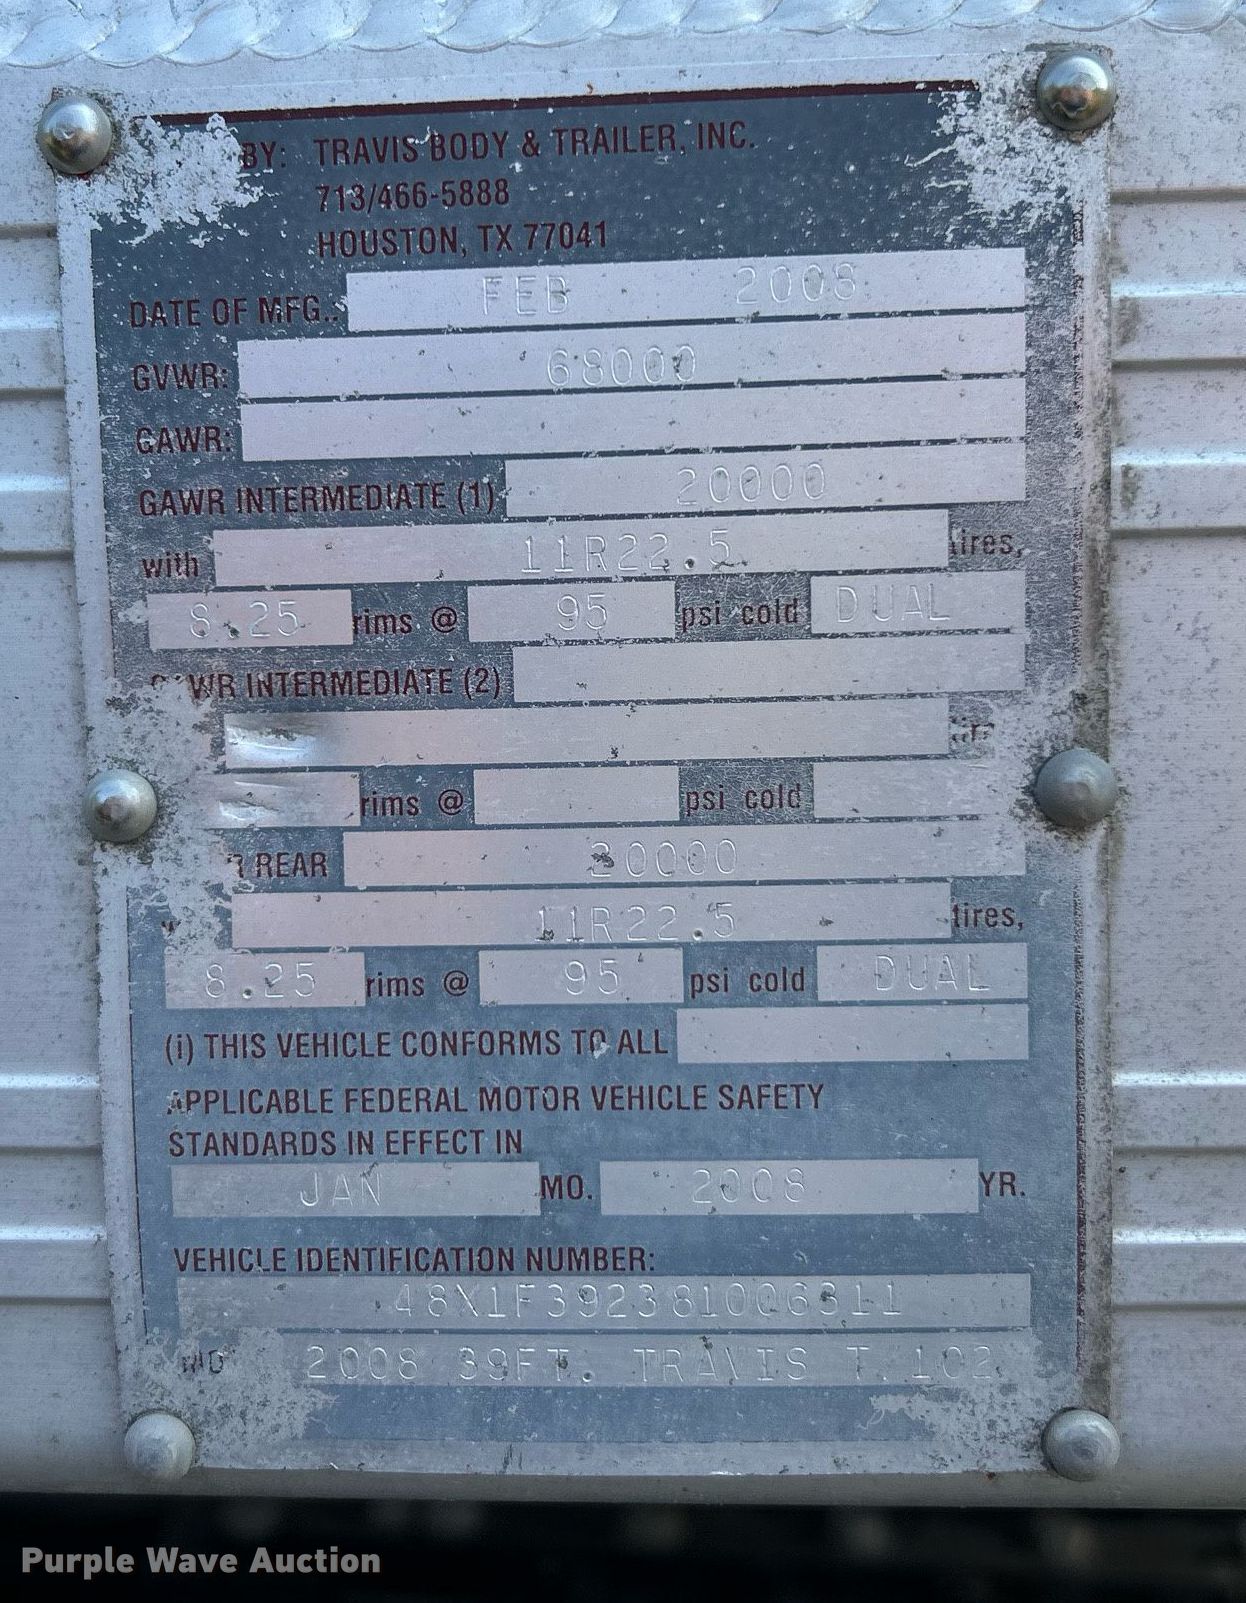 BY: TRAVIS BODY & TRAILER, INC.
713/466-5888
HOUSTON, TX 77041
DATE OF MFG.: FEB 2008
GVWR: 68000
GAWR:
GAWR INTERMEDIATE (1) 20000
with 11R22.5 tires,
8.25 rims @ 95 psi cold DUAL
GAWR INTERMEDIATE (2)
rims @ psi cold
REAR 20000
11R22.5 tires,
8.25 rims @ 95 psi cold DUAL
(i) THIS VEHICLE CONFORMS TO ALL
APPLICABLE FEDERAL MOTOR VEHICLE SAFETY
STANDARDS IN EFFECT IN
JAN MO. 2008 YR.
VEHICLE IDENTIFICATION NUMBER:
48X1F392381006311
2008 39FT. TRAVIS T.102
Purple Wave Auction